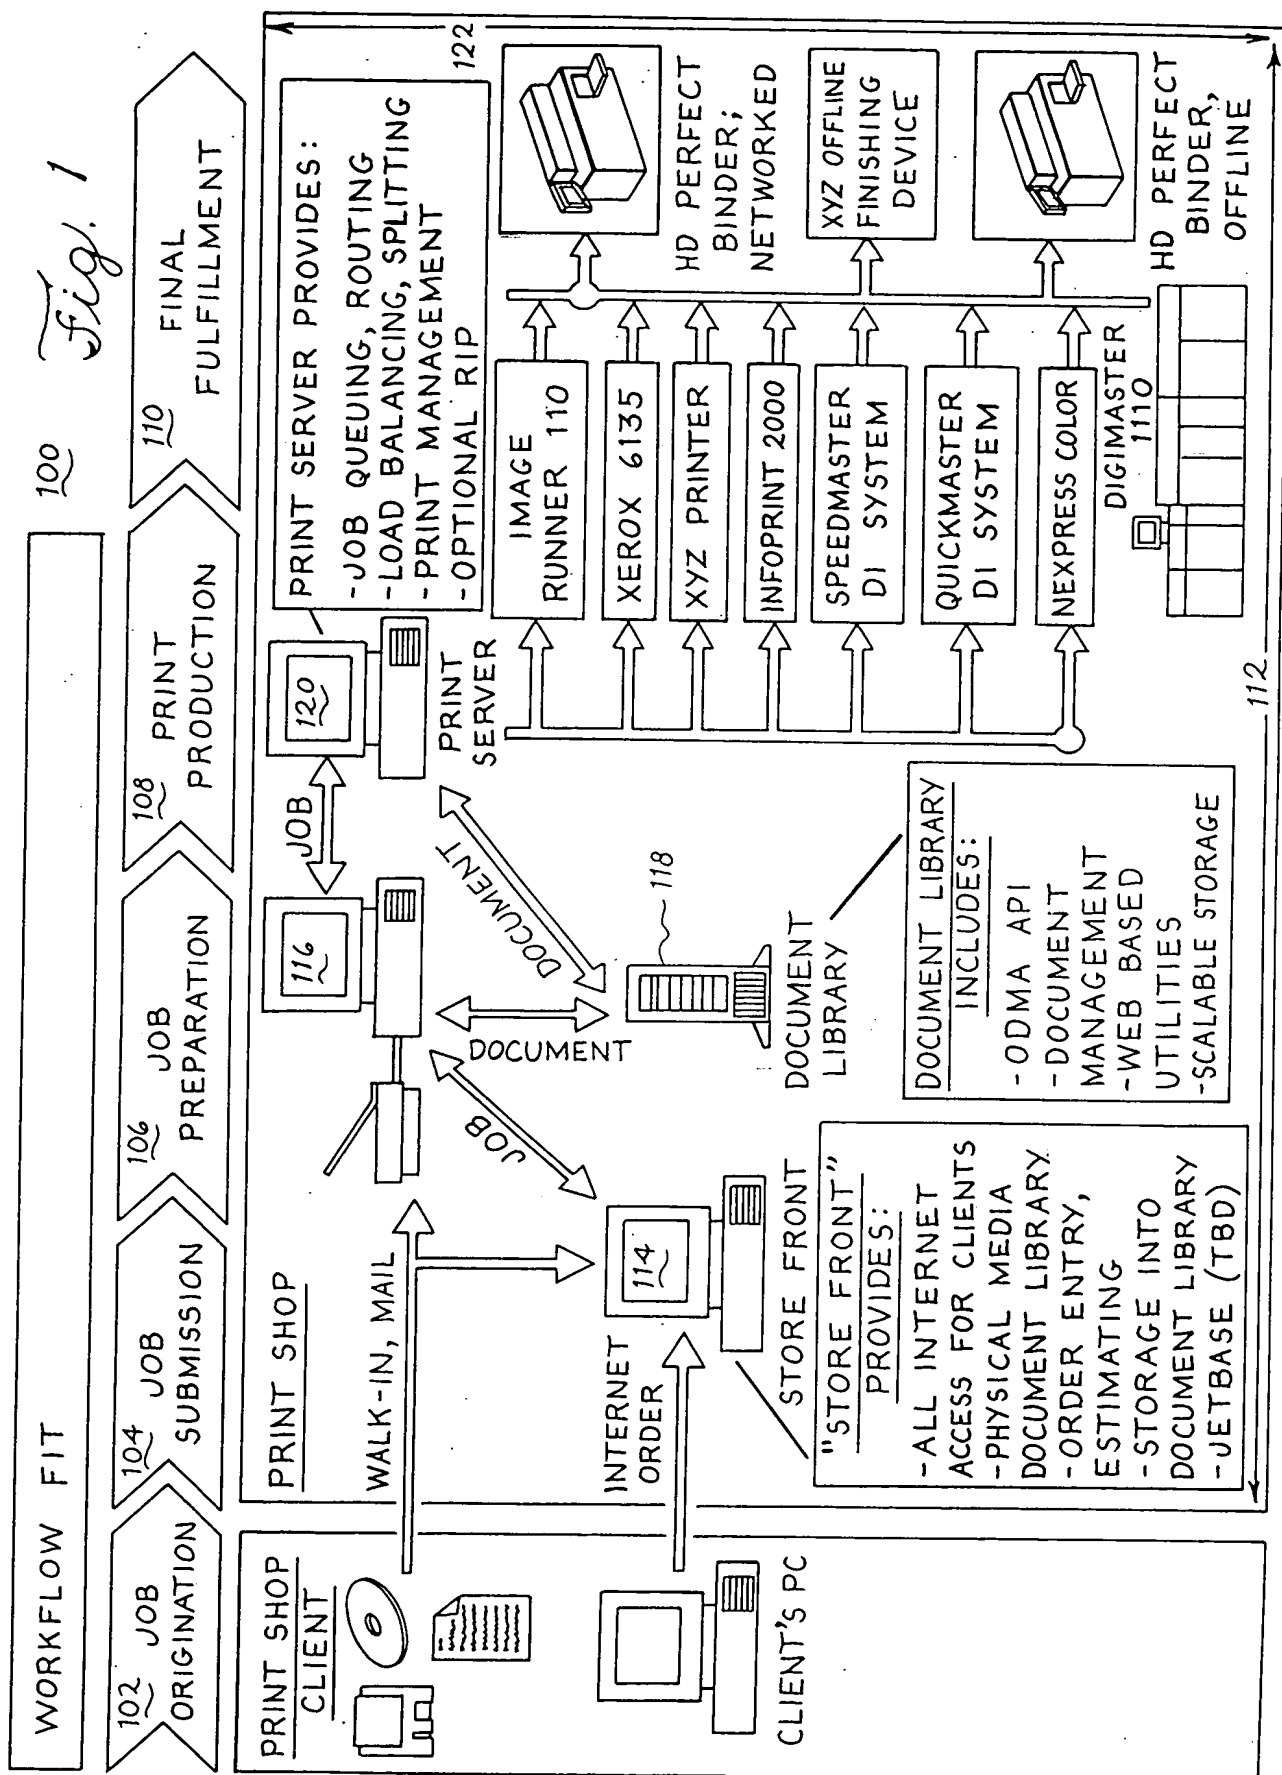 WORKFLOW FIT
100
Fig. 1
102 JOB
ORIGINATION
104 JOB
SUBMISSION
106 JOB
PREPARATION
108 PRINT
PRODUCTION
110 FINAL
FULFILLMENT
PRINT SHOP
CLIENT
CLIENT'S PC
PRINT SHOP
WALK-IN, MAIL
INTERNET
ORDER
114
STORE FRONT
"STORE FRONT"
PROVIDES:
-ALL INTERNET
ACCESS FOR CLIENTS
-PHYSICAL MEDIA
DOCUMENT LIBRARY
-ORDER ENTRY,
ESTIMATING
-STORAGE INTO
DOCUMENT LIBRARY
-JETBASE (TBD)
116
JOB
JOB
DOCUMENT
DOCUMENT
118
DOCUMENT
LIBRARY
DOCUMENT LIBRARY
INCLUDES:
-ODMA API
-DOCUMENT
MANAGEMENT
-WEB BASED
UTILITIES
-SCALABLE STORAGE
120
PRINT
SERVER
PRINT SERVER PROVIDES:
-JOB QUEUING, ROUTING
-LOAD BALANCING, SPLITTING
-PRINT MANAGEMENT
-OPTIONAL RIP
122
IMAGE
RUNNER 110
XEROX 6135
XYZ PRINTER
INFOPRINT 2000
SPEEDMASTER
DI SYSTEM
QUICKMASTER
DI SYSTEM
NEXPRESS COLOR
DIGIMASTER
1110
HD PERFECT
BINDER;
NETWORKED
XYZ OFFLINE
FINISHING
DEVICE
HD PERFECT
BINDER,
OFFLINE
112